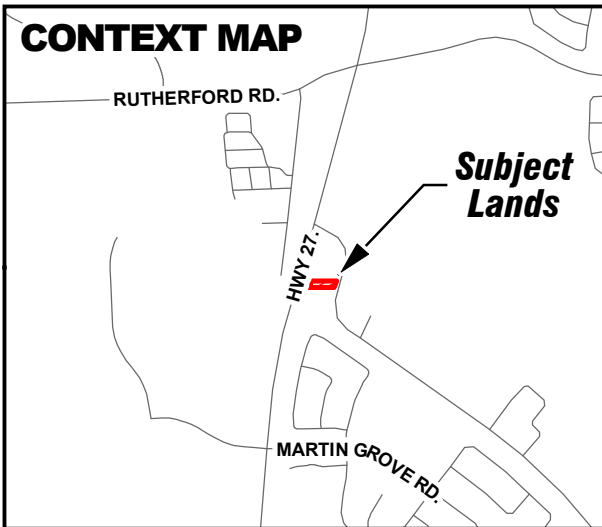 CONTEXT MAP
RUTHERFORD RD.
Subject
Lands
HWY 27.
MARTIN GROVE RD.